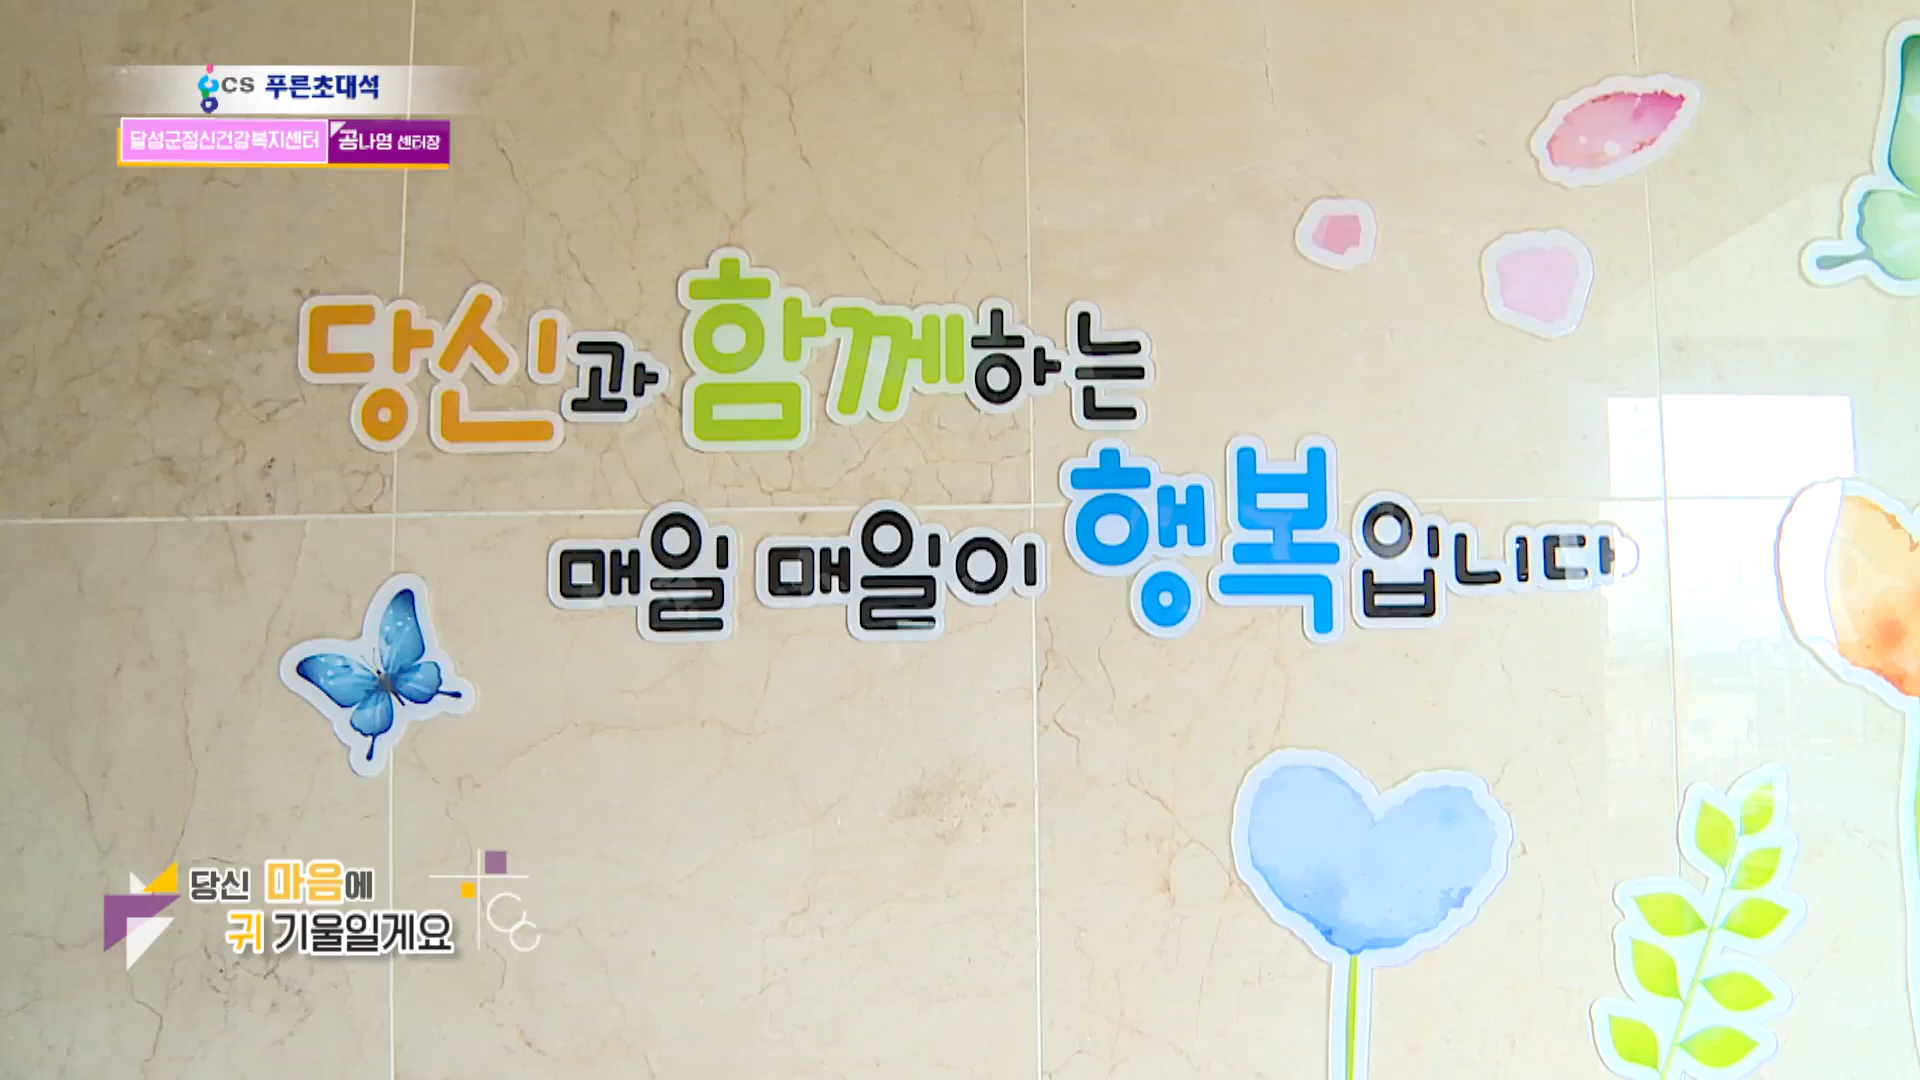 gcs 푸른초대석
달성군정신건강복지센터 공나영 센터장
당신과 함께하는
매일 매일이 행복입니다
당신 마음에
귀 기울일게요